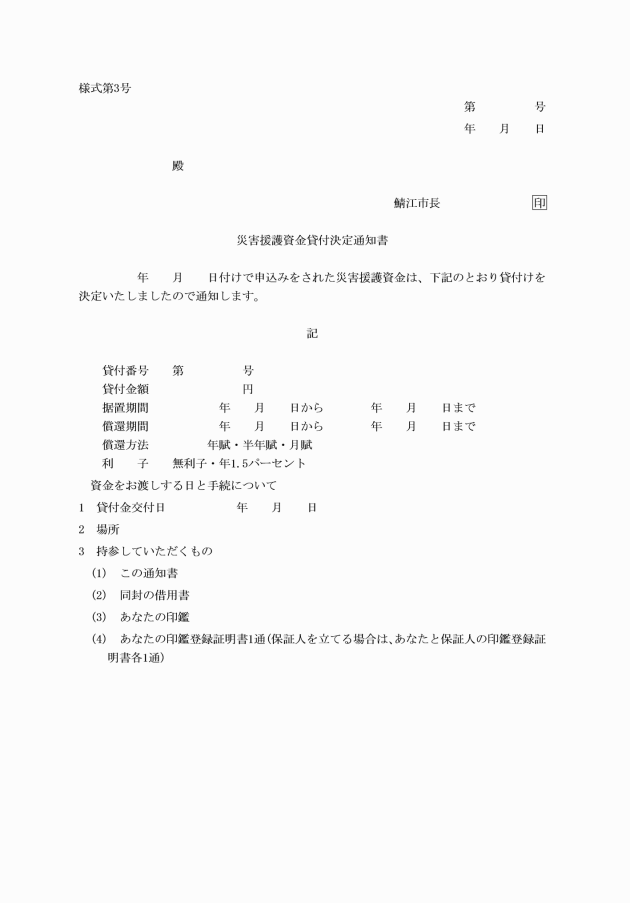 様式第3号
第　　　　　号
年　　月　　日
殿
鯖江市長　　　　　　　　印
災害援護資金貸付決定通知書
年　　月　　日付けで申込みをされた災害援護資金は、下記のとおり貸付けを
決定いたしましたので通知します。
記
貸付番号　　第　　　　　号
貸付金額　　　　　　　　円
据置期間　　　　　　年　　月　　日から　　　　年　　月　　日まで
償還期間　　　　　　年　　月　　日から　　　　年　　月　　日まで
償還方法　　　　　年賦・半年賦・月賦
利　　子　　無利子・年1.5パーセント
資金をお渡しする日と手続について
1　貸付金交付日　　　　　　年　　月　　日
2　場所
3　持参していただくもの
(1)　この通知書
(2)　同封の借用書
(3)　あなたの印鑑
(4)　あなたの印鑑登録証明書1通(保証人を立てる場合は、あなたと保証人の印鑑登録証
明書各1通)